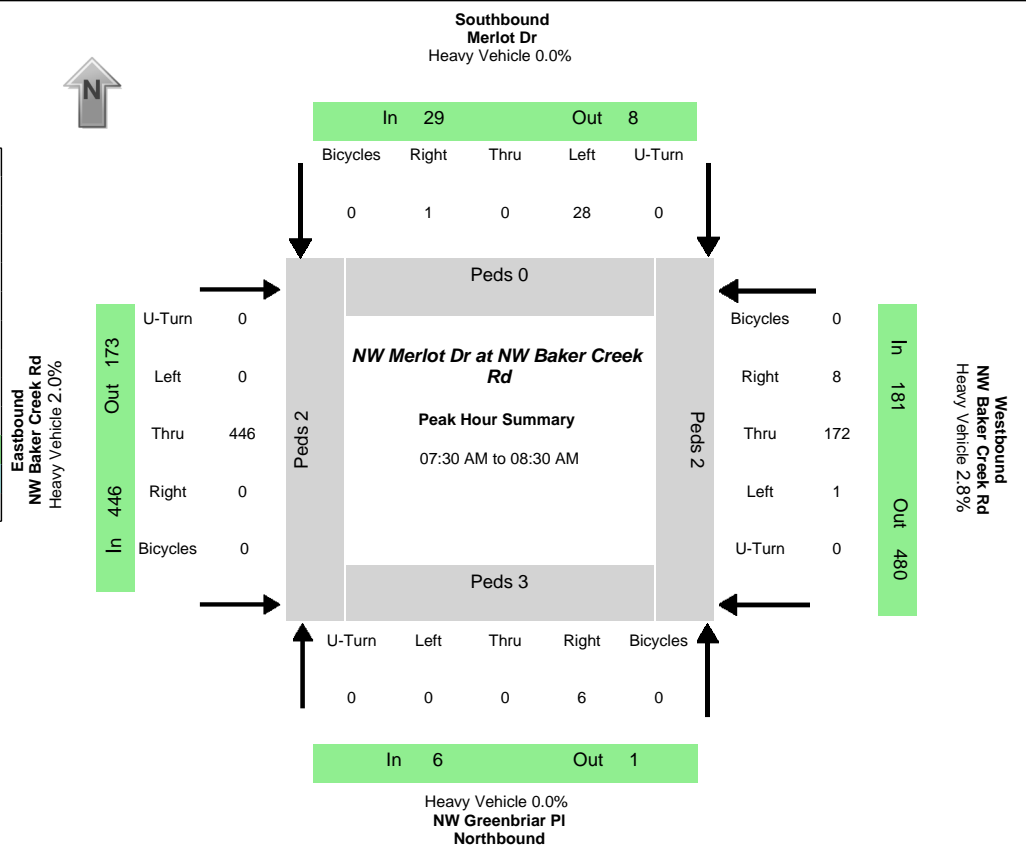 Southbound
Merlot Dr
Heavy Vehicle 0.0%
N
In 29 Out 8
Bicycles Right Thru Left U-Turn
0 1 0 28 0
Peds 0
Eastbound
NW Baker Creek Rd
Heavy Vehicle 2.0%
In 446 Out 173
U-Turn 0
Left 0
Thru 446
Right 0
Bicycles 0
Peds 2
NW Merlot Dr at NW Baker Creek
Rd
Peak Hour Summary
07:30 AM to 08:30 AM
Peds 2
Bicycles 0
Right 8
Thru 172
Left 1
U-Turn 0
In 181 Out 480
Westbound
NW Baker Creek Rd
Heavy Vehicle 2.8%
Peds 3
U-Turn Left Thru Right Bicycles
0 0 0 6 0
In 6 Out 1
Heavy Vehicle 0.0%
NW Greenbriar Pl
Northbound